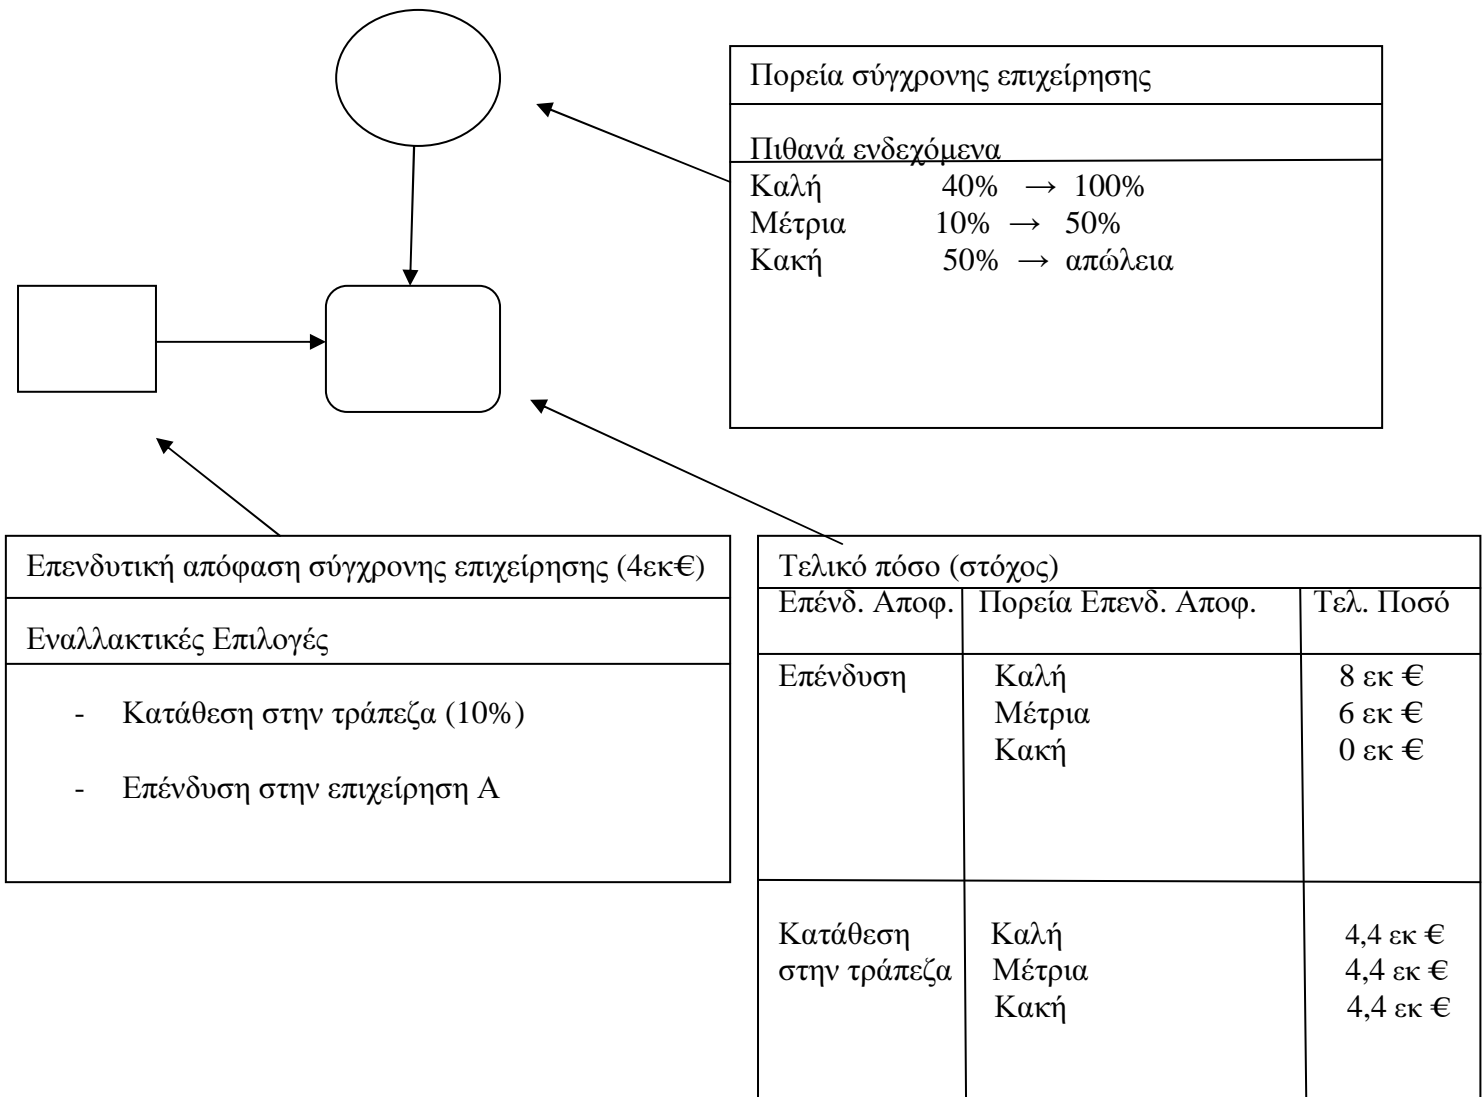 Πορεία σύγχρονης επιχείρησης
Πιθανά ενδεχόμενα
Καλή 40% → 100%
Μέτρια 10% → 50%
Κακή 50% → απώλεια
Επενδυτική απόφαση σύγχρονης επιχείρησης (4εκ€)
Εναλλακτικές Επιλογές
- Κατάθεση στην τράπεζα (10%)
- Επένδυση στην επιχείρηση Α
Τελικό πόσο (στόχος)
Επένδ. Αποφ. Πορεία Επενδ. Αποφ. Τελ. Ποσό
Επένδυση Καλή 8 εκ €
Μέτρια 6 εκ €
Κακή 0 εκ €
Κατάθεση Καλή 4,4 εκ €
στην τράπεζα Μέτρια 4,4 εκ €
Κακή 4,4 εκ €